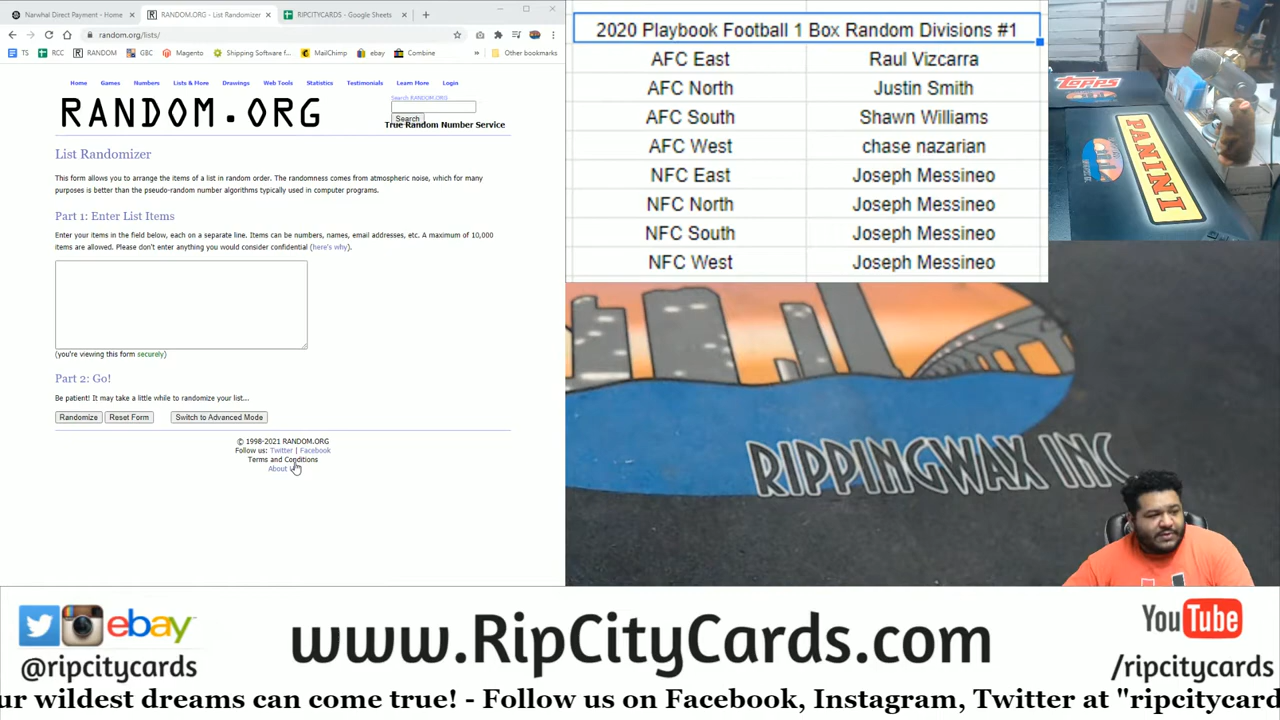 Narwhal Direct Payment - Home
RANDOM.ORG - List Randomizer
RIPCITYCARDS - Google Sheets
random.org/lists/
TS
RCC
RANDOM
GBC
Magento
Shipping Software f
MailChimp
ebay
Combine
»
Other bookmarks
Home Games Numbers Lists & More Drawings Web Tools Statistics Testimonials Learn More Login
RANDOM.ORG
Search RANDOM.ORG
Search
True Random Number Service
List Randomizer
This form allows you to arrange the items of a list in random order. The randomness comes from atmospheric noise, which for many
purposes is better than the pseudo-random number algorithms typically used in computer programs.
Part 1: Enter List Items
Enter your items in the field below, each on a separate line. Items can be numbers, names, email addresses, etc. A maximum of 10,000
items are allowed. Please don't enter anything you would consider confidential (here's why).
(you're viewing this form securely)
Part 2: Go!
Be patient! It may take a little while to randomize your list...
Randomize Reset Form Switch to Advanced Mode
© 1998-2021 RANDOM.ORG
Follow us: Twitter | Facebook
Terms and Conditions
About
2020 Playbook Football 1 Box Random Divisions #1
AFC East Raul Vizcarra
AFC North Justin Smith
AFC South Shawn Williams
AFC West chase nazarian
NFC East Joseph Messineo
NFC North Joseph Messineo
NFC South Joseph Messineo
NFC West Joseph Messineo
TOPPS
PANINI
RIPPINGWAX INC
ebay
@ripcitycards
www.RipCityCards.com
YouTube
/ripcitycards
ur wildest dreams can come true! - Follow us on Facebook, Instagram, Twitter at "ripcitycard